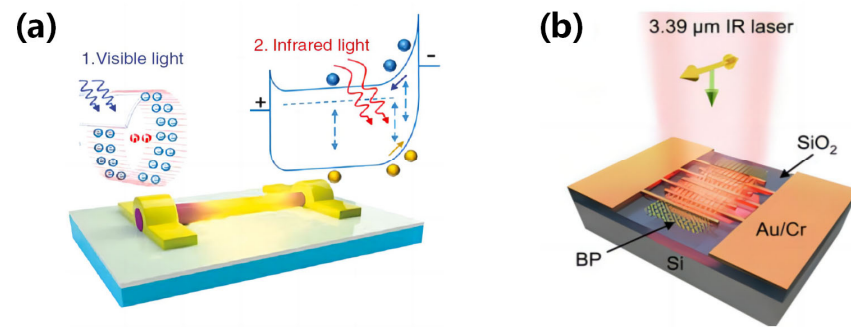 (a)
1.Visible light
2. Infrared light
+
-
(b)
3.39 μm IR laser
SiO₂
Au/Cr
BP
Si